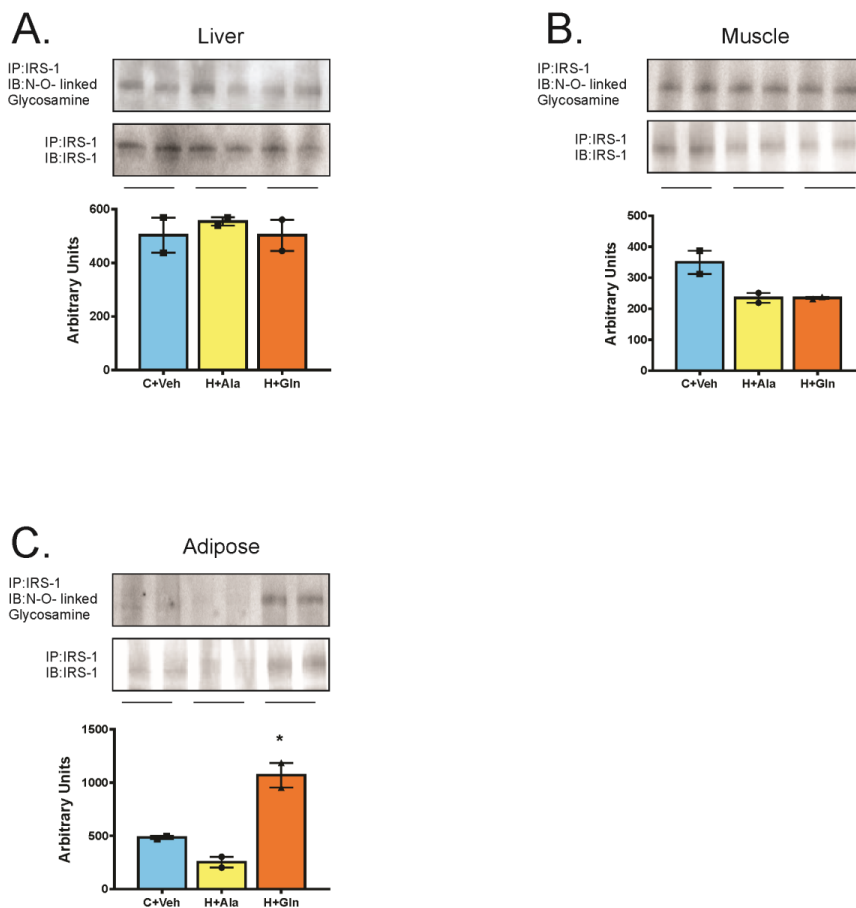 A.
Liver
IP:IRS-1
IB:N-O- linked
Glycosamine
IP:IRS-1
IB:IRS-1
Arbitrary Units
600
400
200
0
C+Veh H+Ala H+Gln
B.
Muscle
IP:IRS-1
IB:N-O- linked
Glycosamine
IP:IRS-1
IB:IRS-1
Arbitrary Units
500
400
300
200
100
0
C+Veh H+Ala H+Gln
C.
Adipose
IP:IRS-1
IB:N-O- linked
Glycosamine
IP:IRS-1
IB:IRS-1
Arbitrary Units
1500
1000
500
0
*
C+Veh H+Ala H+Gln